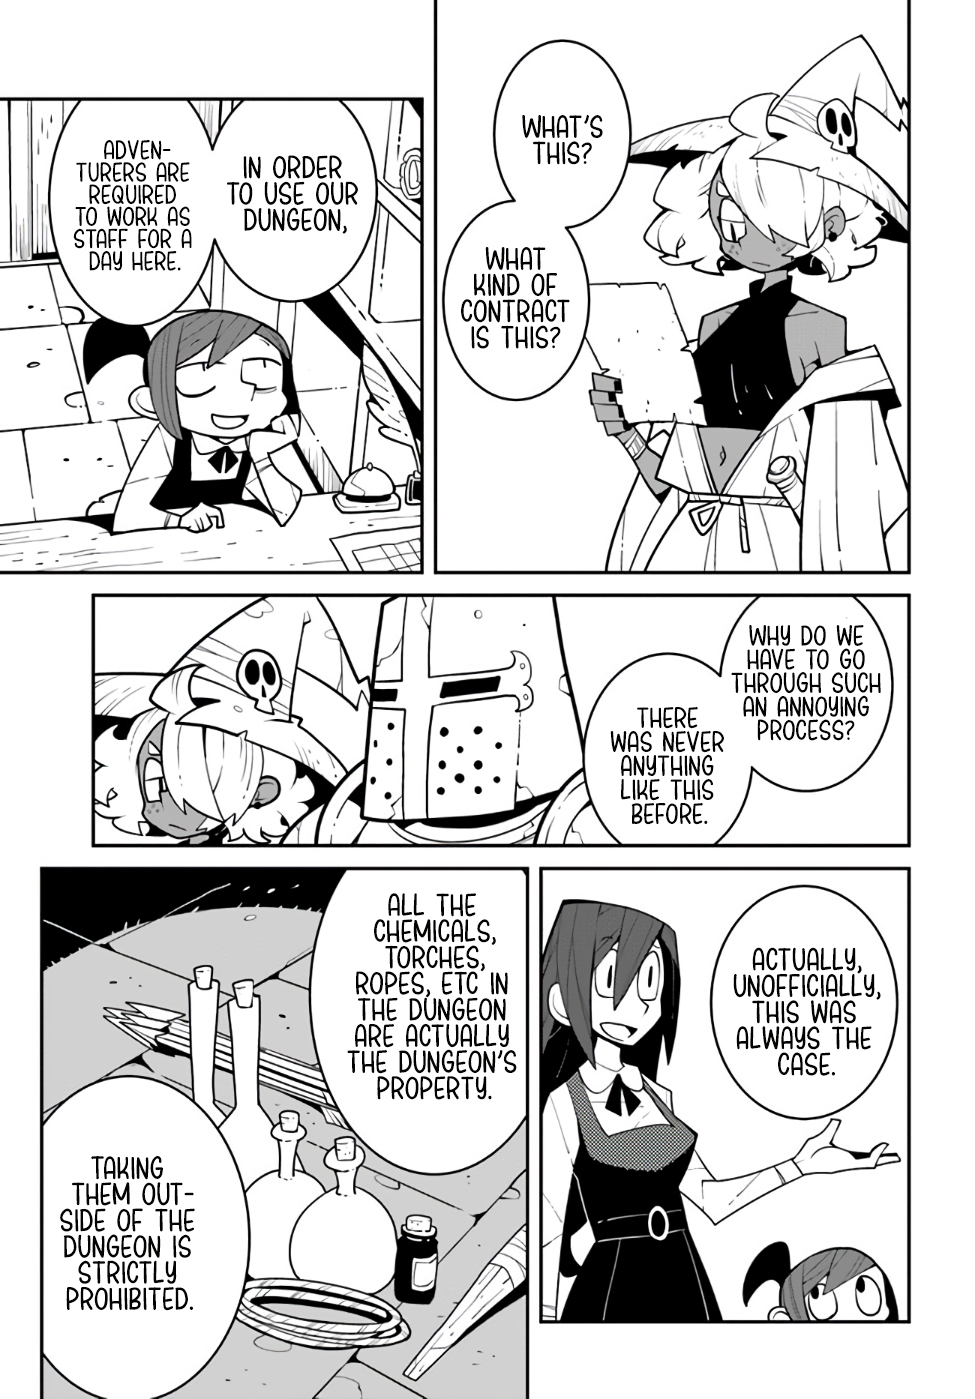 WHAT'S
THIS?
WHAT
KIND OF
CONTRACT
IS THIS?
IN ORDER
TO USE OUR
DUNGEON,
ADVEN-
TURERS ARE
REQUIRED
TO WORK AS
STAFF FOR A
DAY HERE.
WHY DO WE
HAVE TO GO
THROUGH SUCH
AN ANNOYING
PROCESS?
THERE
WAS NEVER
ANYTHING
LIKE THIS
BEFORE.
ACTUALLY,
UNOFFICIALLY,
THIS WAS
ALWAYS THE
CASE.
ALL THE
CHEMICALS,
TORCHES,
ROPES, ETC IN
THE DUNGEON
ARE ACTUALLY
THE DUNGEON'S
PROPERTY.
TAKING
THEM OUT-
SIDE OF THE
DUNGEON IS
STRICTLY
PROHIBITED.